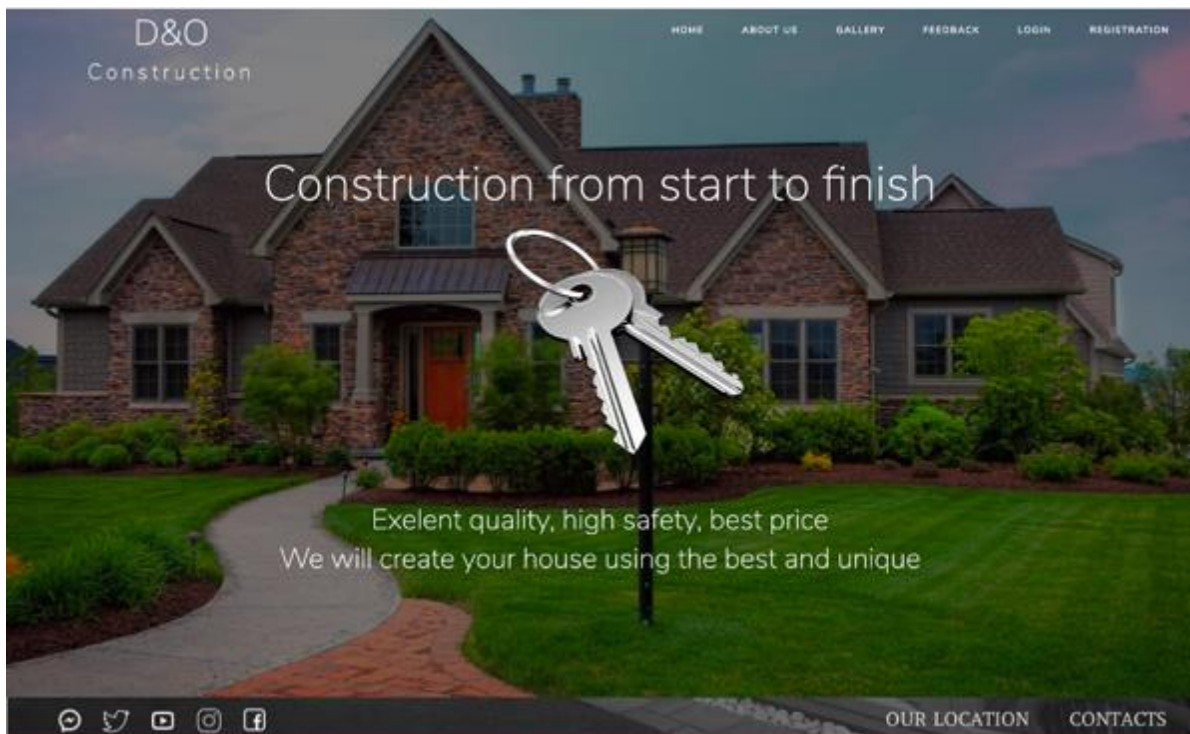 D&O
Construction
HOME ABOUT US GALLERY FEEDBACK LOGIN REGISTRATION
Construction from start to finish
Exelent quality, high safety, best price
We will create your house using the best and unique
OUR LOCATION CONTACTS